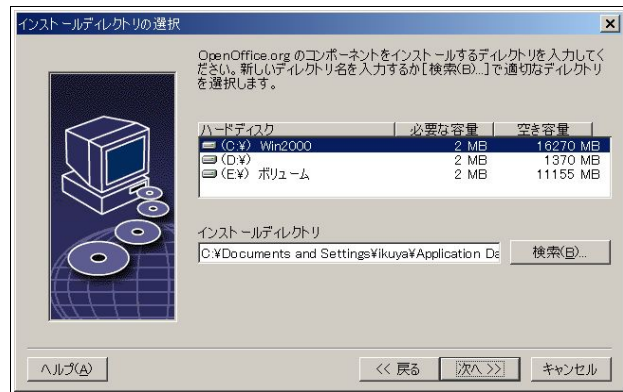 インストールディレクトリの選択
OpenOffice.org のコンポーネントをインストールするディレクトリを入力してく
ださい。新しいディレクトリ名を入力するか[検索(B)...]で適切なディレクトリ
を選択します。
ハードディスク 必要な容量 空き容量
(C:¥) Win2000 2 MB 16270 MB
(D:¥) 2 MB 1370 MB
(E:¥) ボリューム 2 MB 11155 MB
インストールディレクトリ
C:¥Documents and Settings¥ikuya¥Application Da 検索(B)...
ヘルプ(A) << 戻る 次へ >> キャンセル